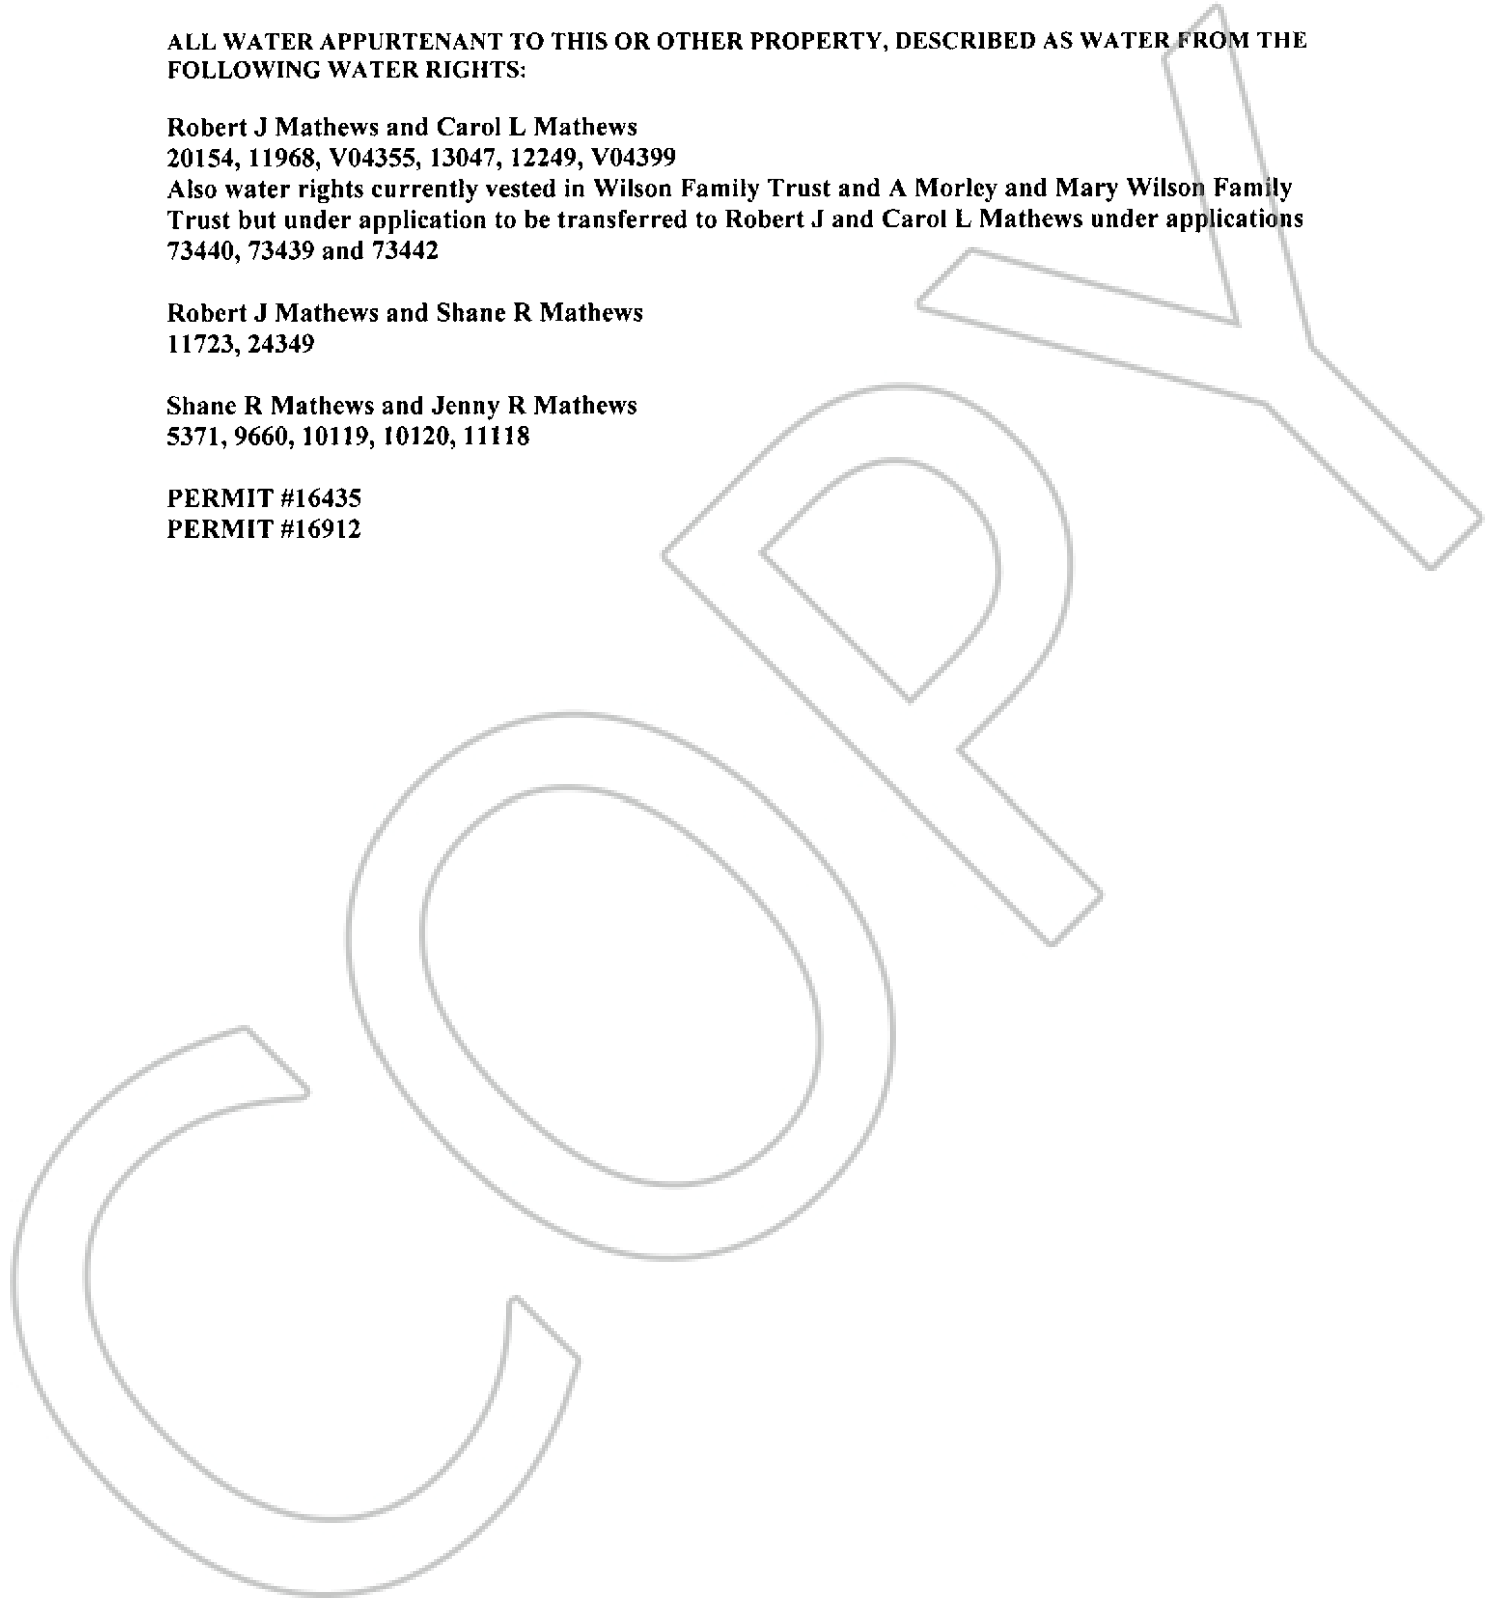 ALL WATER APPURTENANT TO THIS OR OTHER PROPERTY, DESCRIBED AS WATER FROM THE
FOLLOWING WATER RIGHTS:
Robert J Mathews and Carol L Mathews
20154, 11968, V04355, 13047, 12249, V04399
Also water rights currently vested in Wilson Family Trust and A Morley and Mary Wilson Family
Trust but under application to be transferred to Robert J and Carol L Mathews under applications
73440, 73439 and 73442
Robert J Mathews and Shane R Mathews
11723, 24349
Shane R Mathews and Jenny R Mathews
5371, 9660, 10119, 10120, 11118
PERMIT #16435
PERMIT #16912
COPY